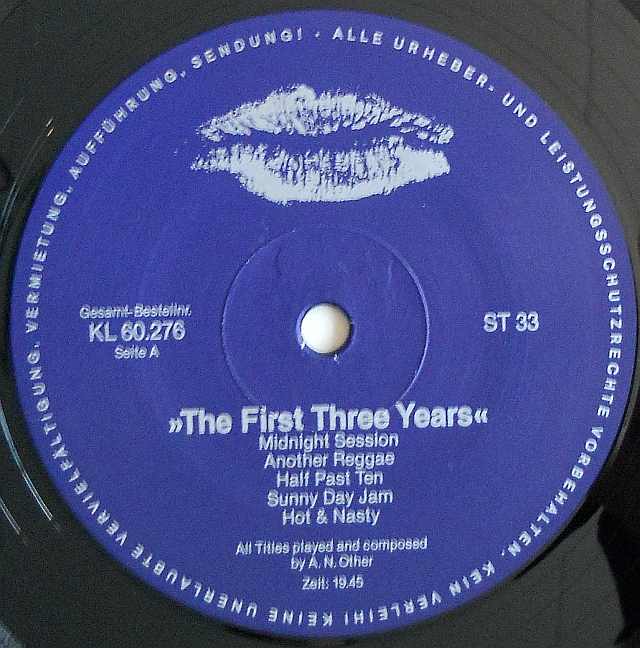 ALLE URHEBER- UND LEISTUNGSSCHUTZRECHTE VORBEHALTEN. KEIN VERLEIH! KEINE UNERLAUBTE VERVIELFÄLTIGUNG, VERMIETUNG, AUFFÜHRUNG, SENDUNG! -
Gesamt-Bestellnr.
KL 60.276
Seite A
ST 33
»The First Three Years«
Midnight Session
Another Reggae
Half Past Ten
Sunny Day Jam
Hot & Nasty
All Titles played and composed
by A. N. Other
Zeit: 19.45